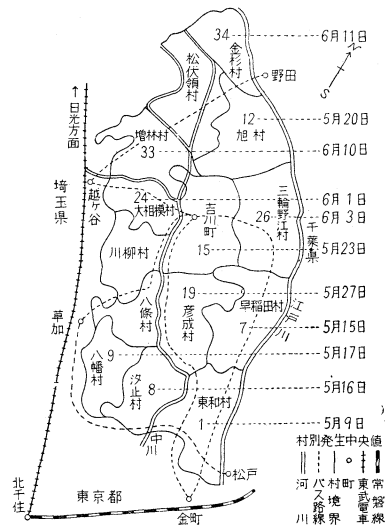 34 金杉村 6月11日
松伏領村
野田
N
S
↑日光方面
12 旭村 5月20日
増林村 33 6月10日
埼玉県
越ヶ谷
24 大相模村 6月1日
吉川町
26 三輪野江村 6月3日
千葉県
川柳村
15 5月23日
19 彦成村 5月27日
早稲田村
江戸川
草加
八條村
7 5月15日
八幡村 9 5月17日
汐止村 8 5月16日
東和村 1 5月9日
中川
松戸
北千住
東京都
金町
村別発生中央値
河川
バス路線
村境界
町
東武電車
常磐線